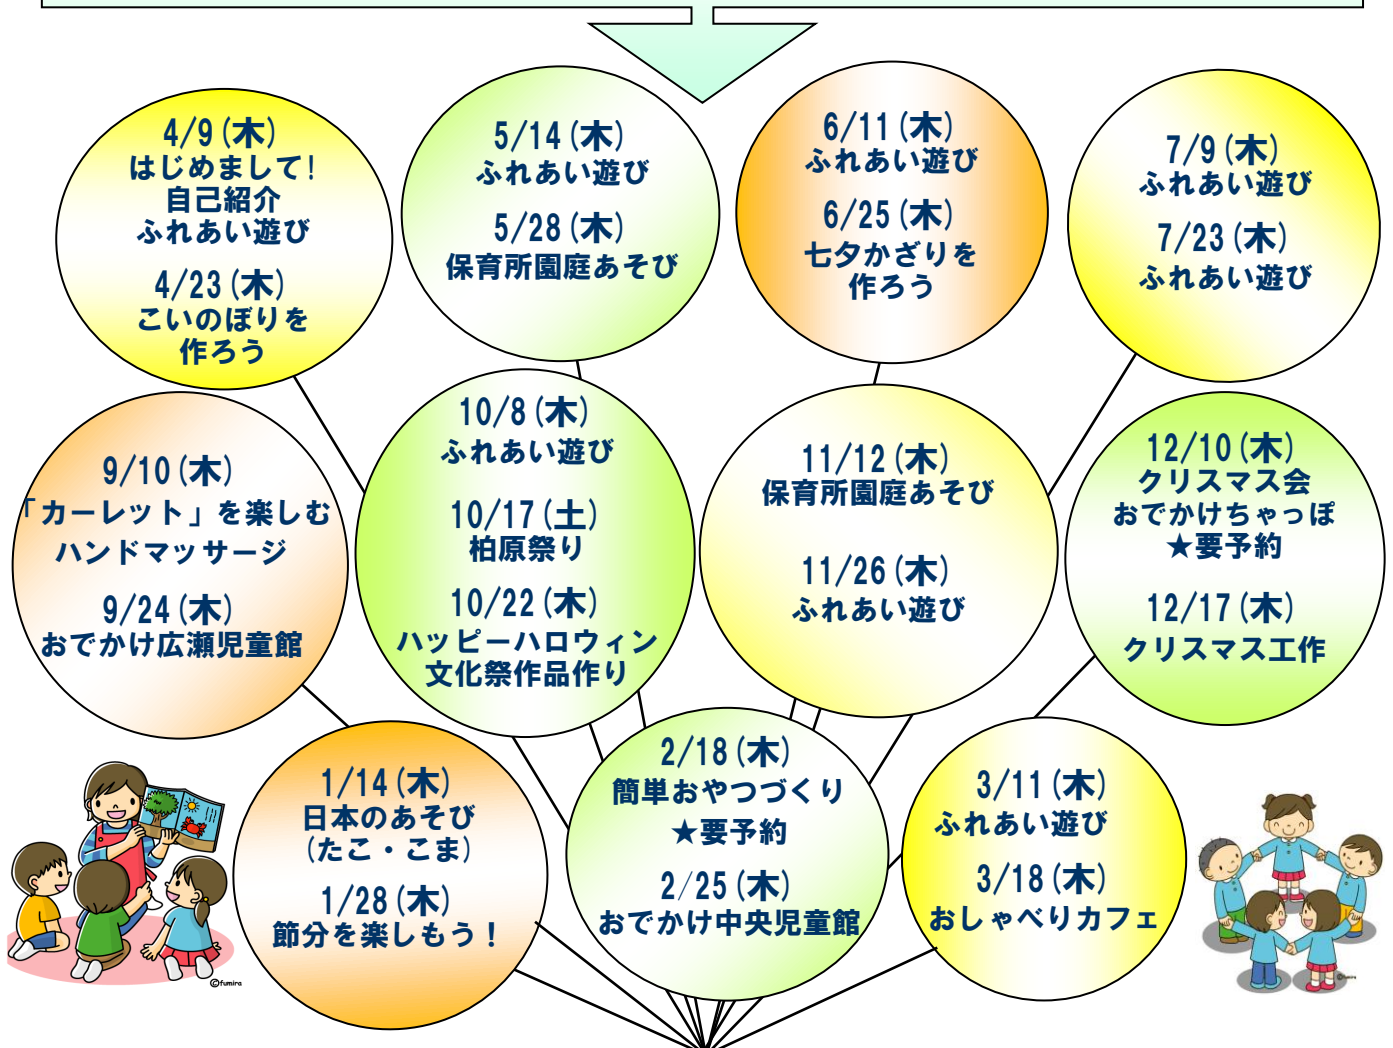 4/9(木)
はじめまして!
自己紹介
ふれあい遊び
4/23(木)
こいのぼりを
作ろう
5/14(木)
ふれあい遊び
5/28(木)
保育所園庭あそび
6/11(木)
ふれあい遊び
6/25(木)
七夕かざりを
作ろう
7/9(木)
ふれあい遊び
7/23(木)
ふれあい遊び
9/10(木)
「カーレット」を楽しむ
ハンドマッサージ
9/24(木)
おでかけ広瀬児童館
10/8(木)
ふれあい遊び
10/17(土)
柏原祭り
10/22(木)
ハッピーハロウィン
文化祭作品作り
11/12(木)
保育所園庭あそび
11/26(木)
ふれあい遊び
12/10(木)
クリスマス会
おでかけちゃっぽ
★要予約
12/17(木)
クリスマス工作
1/14(木)
日本のあそび
(たこ・こま)
1/28(木)
節分を楽しもう!
2/18(木)
簡単おやつづくり
★要予約
2/25(木)
おでかけ中央児童館
3/11(木)
ふれあい遊び
3/18(木)
おしゃべりカフェ
©fumira
©fumira